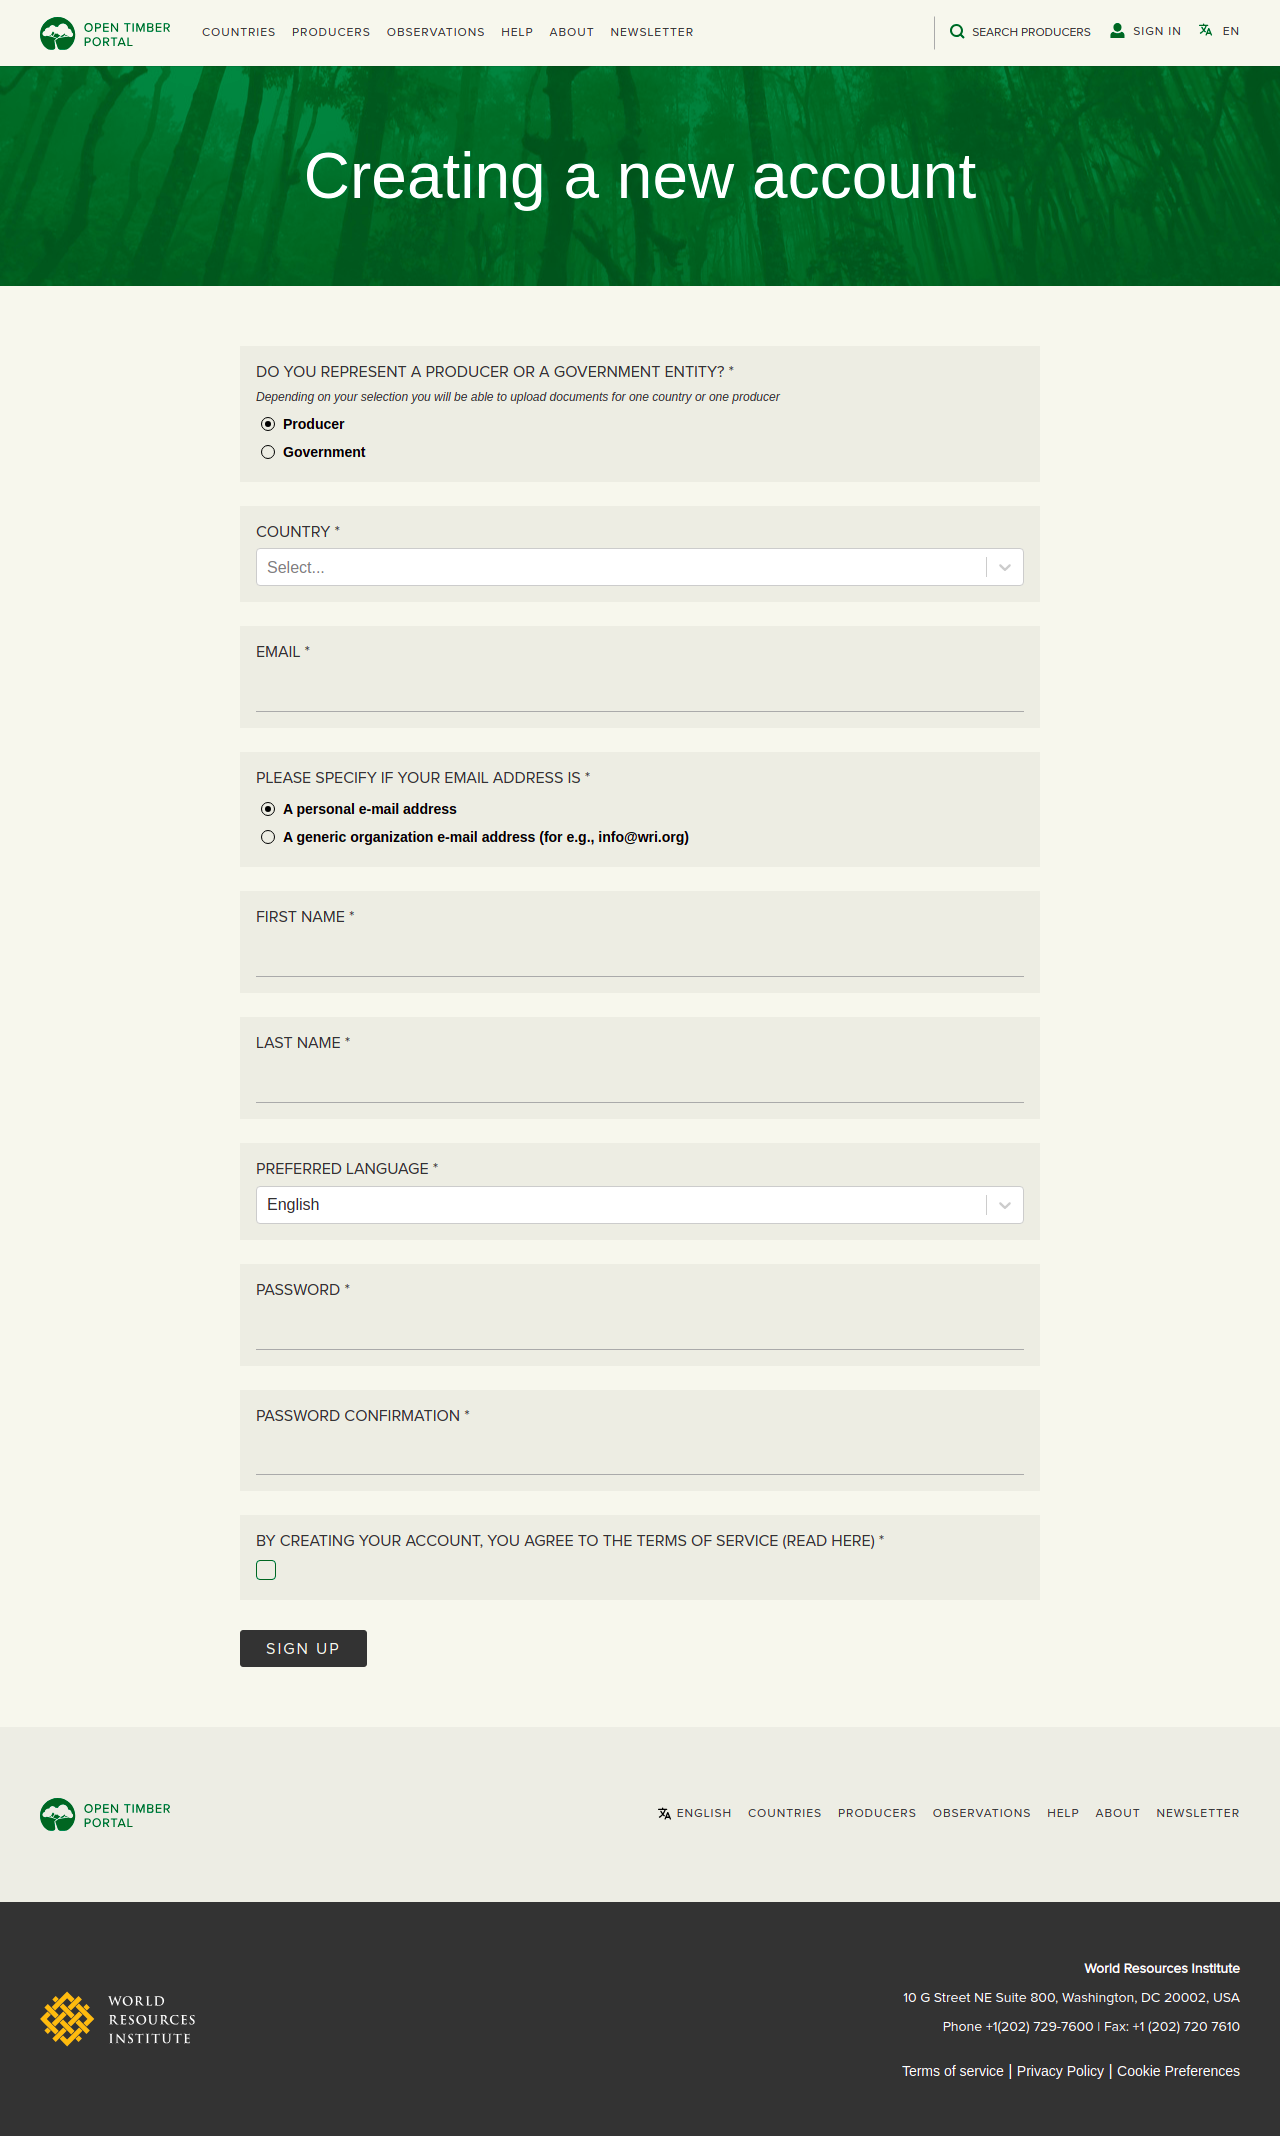 OPEN TIMBER
PORTAL
COUNTRIES PRODUCERS OBSERVATIONS HELP ABOUT NEWSLETTER
SEARCH PRODUCERS SIGN IN EN
Creating a new account
DO YOU REPRESENT A PRODUCER OR A GOVERNMENT ENTITY? *
Depending on your selection you will be able to upload documents for one country or one producer
Producer
Government
COUNTRY *
Select...
EMAIL *
PLEASE SPECIFY IF YOUR EMAIL ADDRESS IS *
A personal e-mail address
A generic organization e-mail address (for e.g., info@wri.org)
FIRST NAME *
LAST NAME *
PREFERRED LANGUAGE *
English
PASSWORD *
PASSWORD CONFIRMATION *
BY CREATING YOUR ACCOUNT, YOU AGREE TO THE TERMS OF SERVICE (READ HERE) *
SIGN UP
OPEN TIMBER
PORTAL
ENGLISH COUNTRIES PRODUCERS OBSERVATIONS HELP ABOUT NEWSLETTER
WORLD
RESOURCES
INSTITUTE
World Resources Institute
10 G Street NE Suite 800, Washington, DC 20002, USA
Phone +1(202) 729-7600 | Fax: +1 (202) 720 7610
Terms of service | Privacy Policy | Cookie Preferences